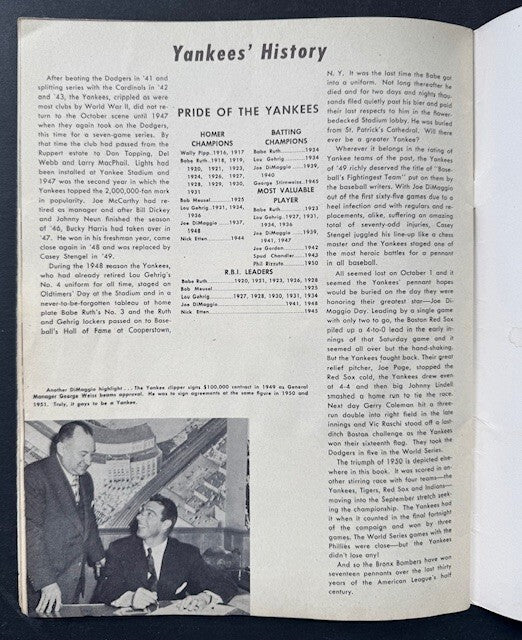 Yankees' History
After beating the Dodgers in '41 and
splitting series with the Cardinals in '42
and '43, the Yankees, crippled as were
most clubs by World War II, did not re-
turn to the October scene until 1947
when they again took on the Dodgers,
this time for a seven-game series. By
that time the club had passed from the
Ruppert estate to Dan Topping, Del
Webb and Larry MacPhail. Lights had
been installed at Yankee Stadium and
1947 was the second year in which the
Yankees topped the 2,000,000-fan mark
in popularity. Joe McCarthy had re-
tired as manager and after Bill Dickey
and Johnny Neun finished the season
of '46, Bucky Harris had taken over in
'47. He won in his freshman year, came
close again in '48 and was replaced by
Casey Stengel in '49.
During the 1948 season the Yankees,
who had already retired Lou Gehrig's
No. 4 uniform for all time, staged on
Oldtimers' Day at the Stadium and in a
never-to-be-forgotten tableau at home
plate Babe Ruth's No. 3 and the Ruth
and Gehrig lockers passed on to Base-
ball's Hall of Fame at Cooperstown,
PRIDE OF THE YANKEES
HOMER
CHAMPIONS
Wally Pipp..1916, 1917
Babe Ruth..1918, 1919,
1920, 1921, 1923,
1924, 1926, 1927,
1928, 1929, 1930,
1931
Bob Meusel........1925
Lou Gehrig..1931, 1934,
1936
Joe DiMaggio......1937,
1948
Nick Etten.........1944
BATTING
CHAMPIONS
Babe Ruth.........1924
Lou Gehrig........1934
Joe DiMaggio.....1939,
1940
George Stirnweiss..1945
MOST VALUABLE
PLAYER
Babe Ruth.........1923
Lou Gehrig..1927, 1931,
1934, 1936
Joe DiMaggio.....1939,
1941, 1947
Joe Gordon........1942
Spud Chandler.....1943
Phil Rizzuto.......1950
R.B.I. LEADERS
Babe Ruth.........1920, 1921, 1923, 1926, 1928
Bob Meusel.........1925
Lou Gehrig......1927, 1928, 1930, 1931, 1934
Joe DiMaggio.........1941, 1948
Nick Etten.........1945
Another DiMaggio highlight . . . The Yankee clipper signs $100,000 contract in 1949 as General
Manager George Weiss beams approval. He was to sign agreements at the same figure in 1950 and
1951. Truly, it pays to be a Yankee.
N. Y. It was the last time the Babe got
into a uniform. Not long thereafter he
died and for two days and nights thou-
sands filed quietly past his bier and paid
their last respects to him in the flower-
bedecked Stadium lobby. He was buried
from St. Patrick's Cathedral. Will there
ever be a greater Yankee?
Wherever it belongs in the rating of
Yankee teams of the past, the Yankees
of '49 richly deserved the title of "Base-
ball's Fightingest Team" put on them by
the baseball writers. With Joe DiMaggio
out of the first sixty-five games due to a
heel infection and with regulars and re-
placements, alike, suffering an amazing
total of seventy-odd injuries, Casey
Stengel juggled his line-up like a chess
master and the Yankees staged one of
the most heroic battles for a pennant
in all baseball.
All seemed lost on October 1 and it
seemed the Yankees' pennant hopes
would be buried on the day they were
honoring their greatest star—Joe Di-
Maggio Day. Leading by a single game
with only two to go, the Boston Red Sox
piled up a 4-to-0 lead in the early inn-
ings of that Saturday game and it
seemed all over but the hand-shaking.
But the Yankees fought back. Their great
relief pitcher, Joe Page, stopped the
Red Sox cold, the Yankees drew even
at 4-4 and then big Johnny Lindell
smashed a home run to tie the race.
Next day Gerry Coleman hit a three-
run double into right field in the late
innings and Vic Raschi stood off a last-
ditch Boston challenge as the Yankees
won their sixteenth flag. They took the
Dodgers in five in the World Series.
The triumph of 1950 is depicted else-
where in this book. It was scored in an-
other stirring race with four teams—the
Yankees, Tigers, Red Sox and Indians—
moving into the September stretch seek-
ing the championship. The Yankees had
it when it counted in the final fortnight
of the campaign and won by three
games. The World Series games with the
Phillies were close—but the Yankees
didn't lose any!
And so the Bronx Bombers have won
seventeen pennants over the last thirty
years of the American League's half
century.